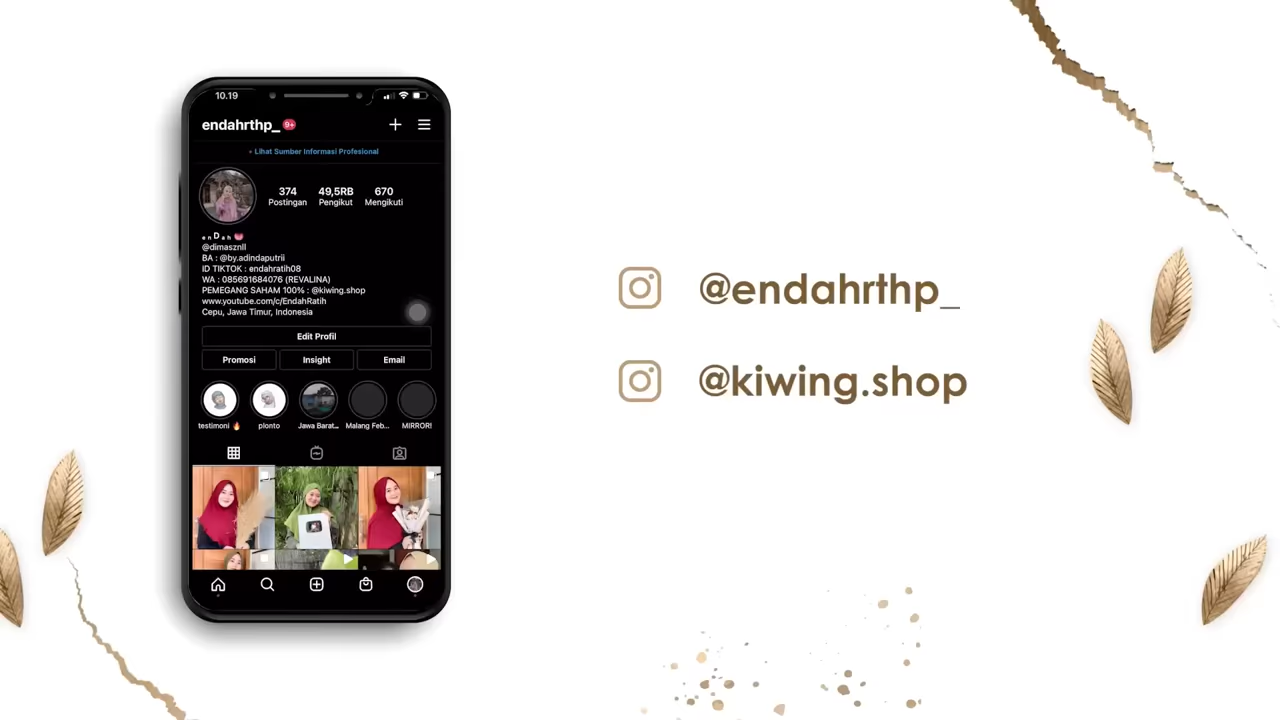 10.19
endahrthp_ 9+
+ Lihat Sumber Informasi Profesional
374 49,5RB 670
Postingan Pengikut Mengikuti
ₑ ₙ D ₐ ₕ
@dimasznll
BA : @by.adindaputrii
ID TIKTOK : endahratih08
WA : 085691684076 (REVALINA)
PEMEGANG SAHAM 100% : @kiwing.shop
www.youtube.com/c/EndahRatih
Cepu, Jawa Timur, Indonesia
Edit Profil
Promosi Insight Email
testimoni 🔥 plonto Jawa Barat... Malang Feb... MIRRORI
@endahrthp_
@kiwing.shop